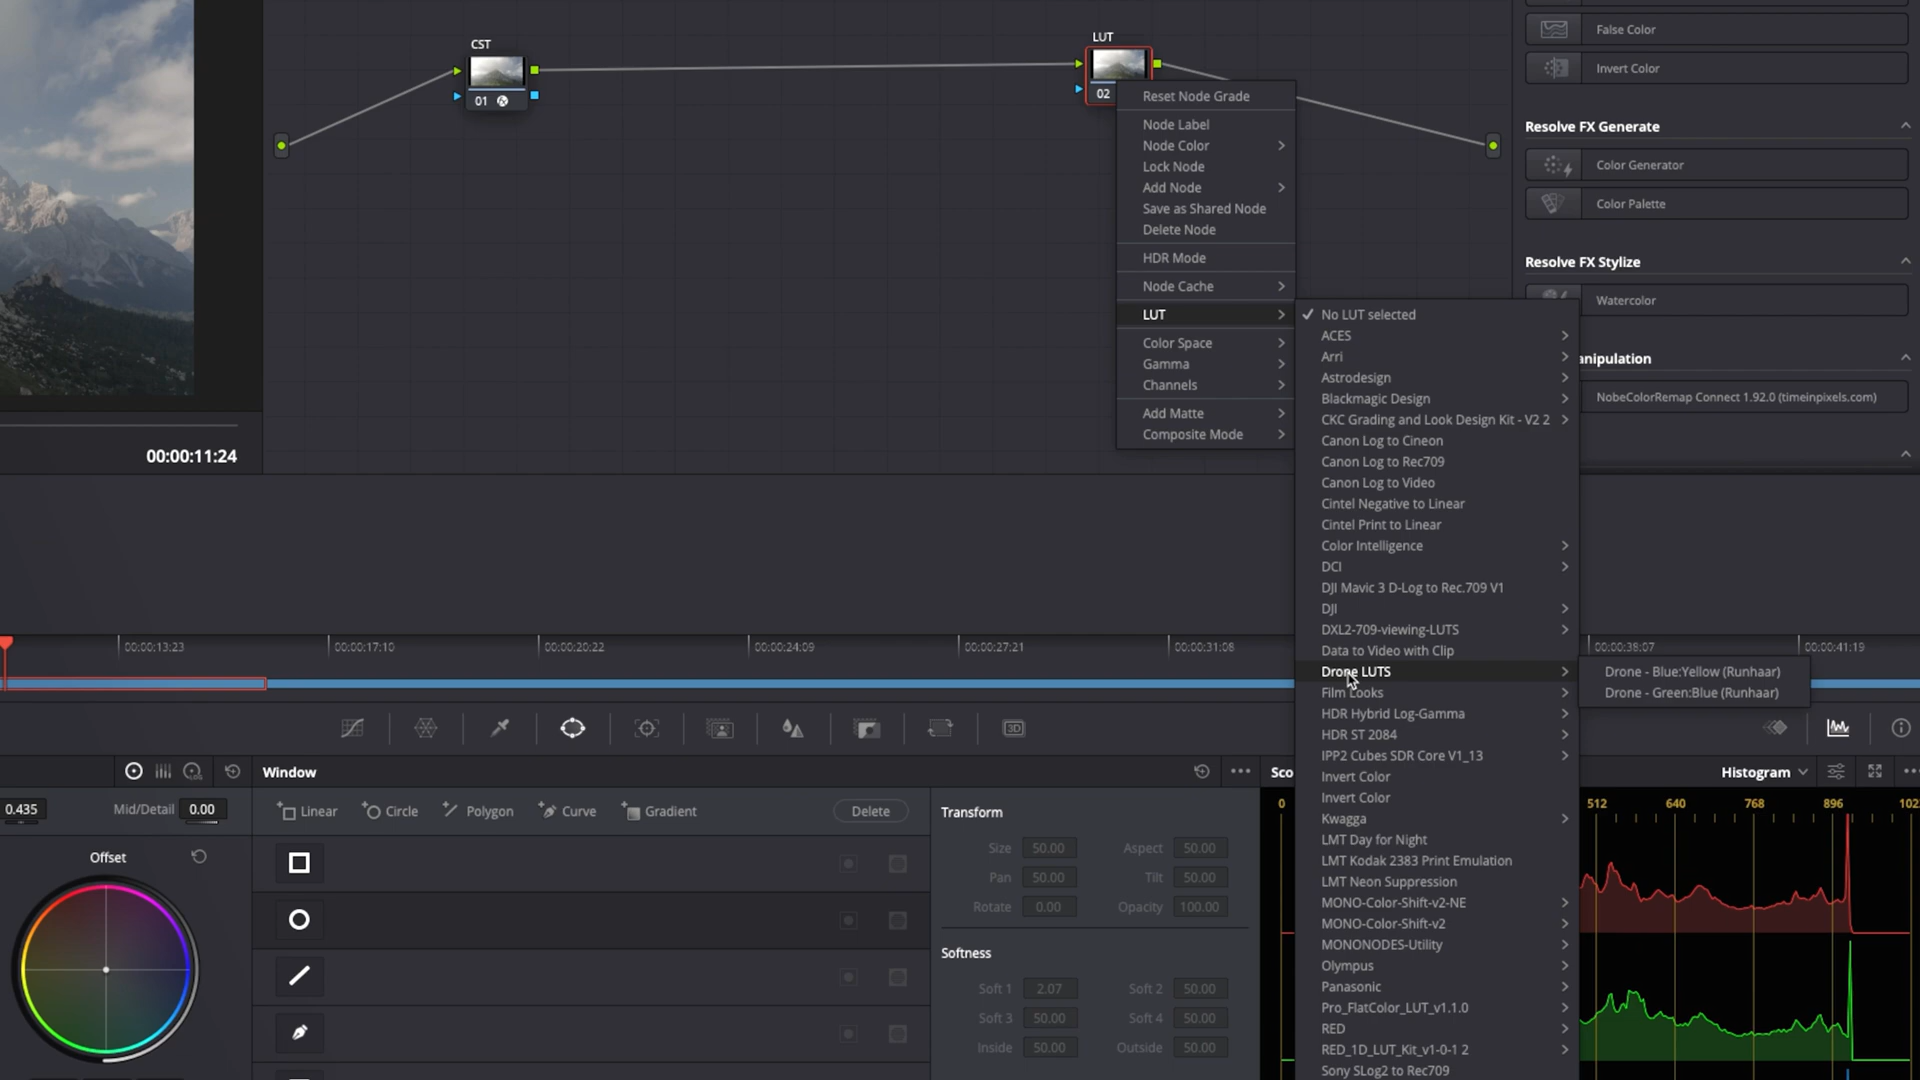 CST
01
LUT
02
Reset Node Grade
Node Label
Node Color
Lock Node
Add Node
Save as Shared Node
Delete Node
HDR Mode
Node Cache
LUT
Color Space
Gamma
Channels
Add Matte
Composite Mode
No LUT selected
ACES
Arri
Astrodesign
Blackmagic Design
CKC Grading and Look Design Kit - V2 2
Canon Log to Cineon
Canon Log to Rec709
Canon Log to Video
Cintel Negative to Linear
Cintel Print to Linear
Color Intelligence
DCI
DJI Mavic 3 D-Log to Rec.709 V1
DJI
DXL2-709-viewing-LUTS
Data to Video with Clip
Drone LUTS
Film Looks
HDR Hybrid Log-Gamma
HDR ST 2084
IPP2 Cubes SDR Core V1_13
Invert Color
Invert Color
Kwagga
LMT Day for Night
LMT Kodak 2383 Print Emulation
LMT Neon Suppression
MONO-Color-Shift-v2-NE
MONO-Color-Shift-v2
MONONODES-Utility
Olympus
Panasonic
Pro_FlatColor_LUT_v1.1.0
RED
RED_1D_LUT_Kit_v1-0-1 2
Sony SLog2 to Rec709
Drone - Blue:Yellow (Runhaar)
Drone - Green:Blue (Runhaar)
False Color
Invert Color
Resolve FX Generate
Color Generator
Color Palette
Resolve FX Stylize
Watercolor
anipulation
NobeColorRemap Connect 1.92.0 (timeinpixels.com)
00:00:11:24
00:00:13:23 00:00:17:10 00:00:20:22 00:00:24:09 00:00:27:21 00:00:31:08 00:00:38:07 00:00:41:19
3D
Window
0.435 Mid/Detail 0.00
Offset
Linear Circle Polygon Curve Gradient Delete
Transform
Size 50.00 Aspect 50.00
Pan 50.00 Tilt 50.00
Rotate 0.00 Opacity 100.00
Softness
Soft 1 2.07 Soft 2 50.00
Soft 3 50.00 Soft 4 50.00
Inside 50.00 Outside 50.00
Sco
Histogram
0 512 640 768 896 102